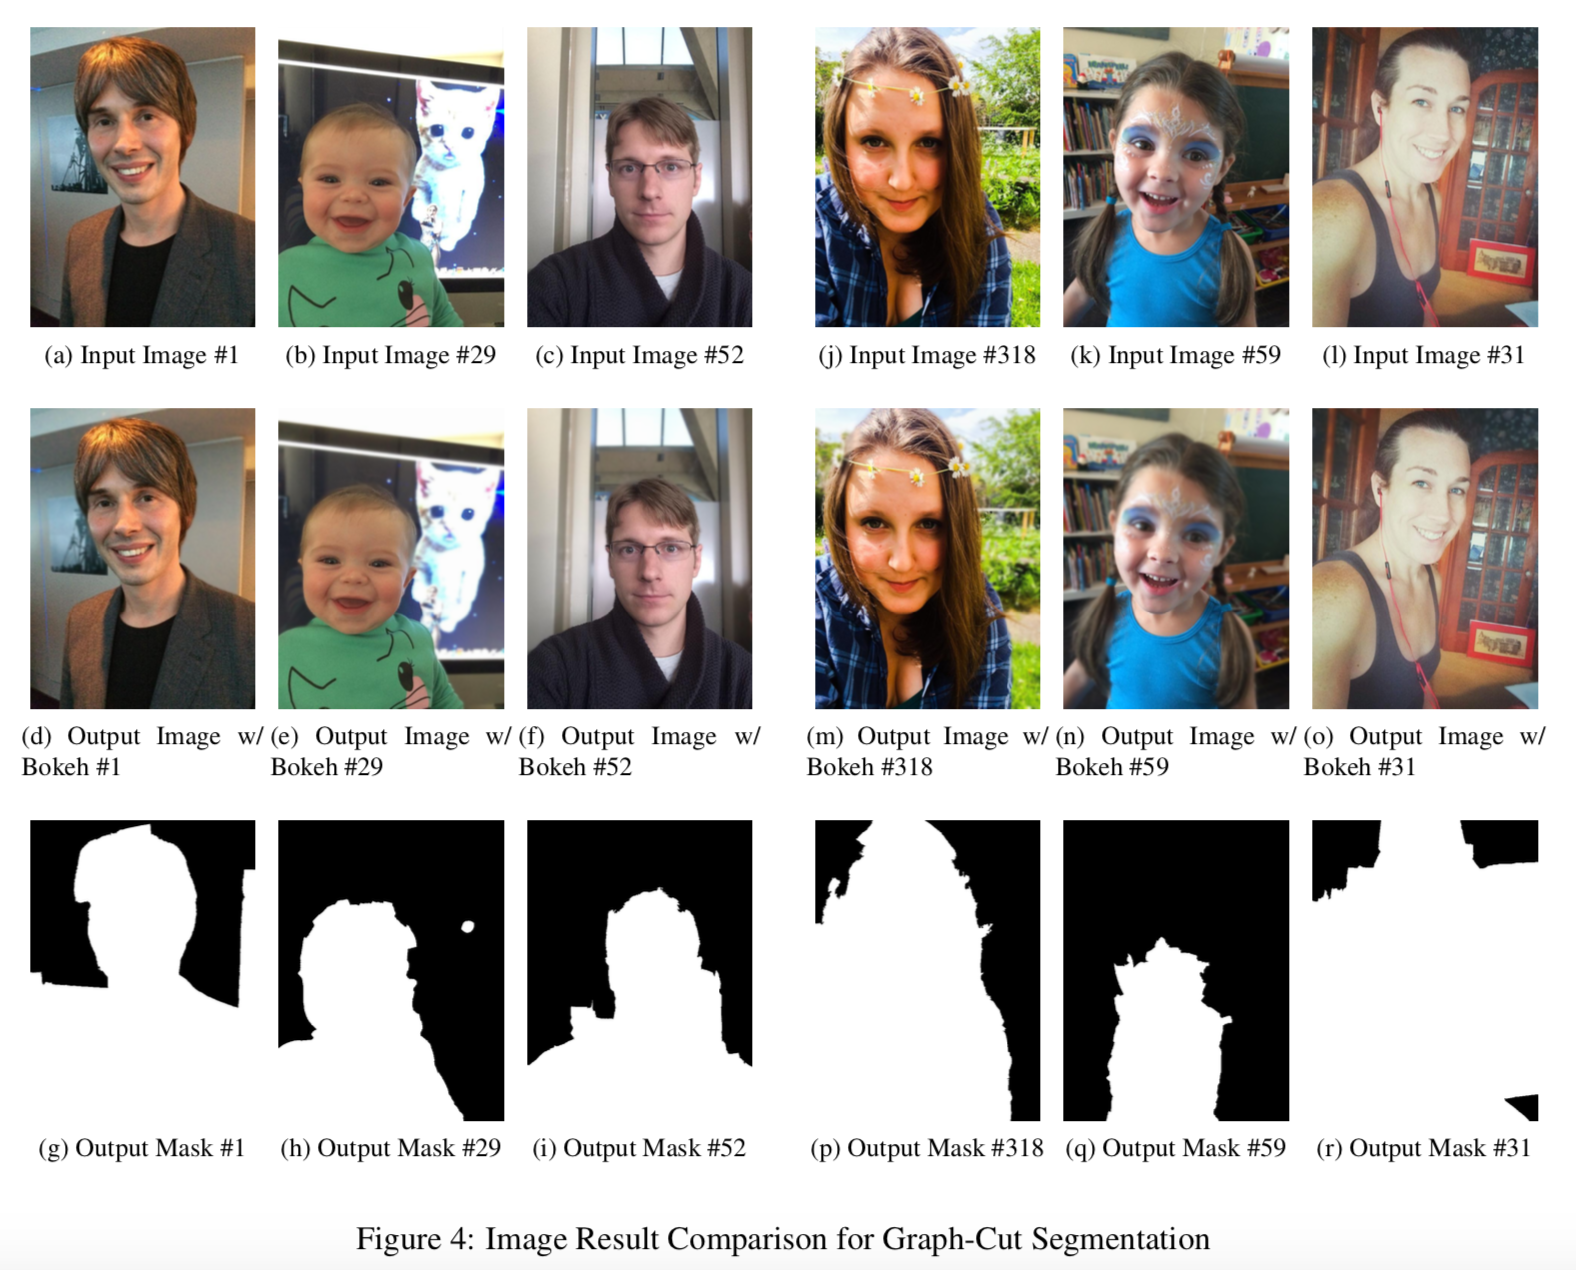 (a) Input Image #1
(b) Input Image #29
(c) Input Image #52
(j) Input Image #318
(k) Input Image #59
(l) Input Image #31
(d) Output Image w/
Bokeh #1
(e) Output Image w/
Bokeh #29
(f) Output Image w/
Bokeh #52
(m) Output Image w/
Bokeh #318
(n) Output Image w/
Bokeh #59
(o) Output Image w/
Bokeh #31
(g) Output Mask #1
(h) Output Mask #29
(i) Output Mask #52
(p) Output Mask #318
(q) Output Mask #59
(r) Output Mask #31
Figure 4: Image Result Comparison for Graph-Cut Segmentation